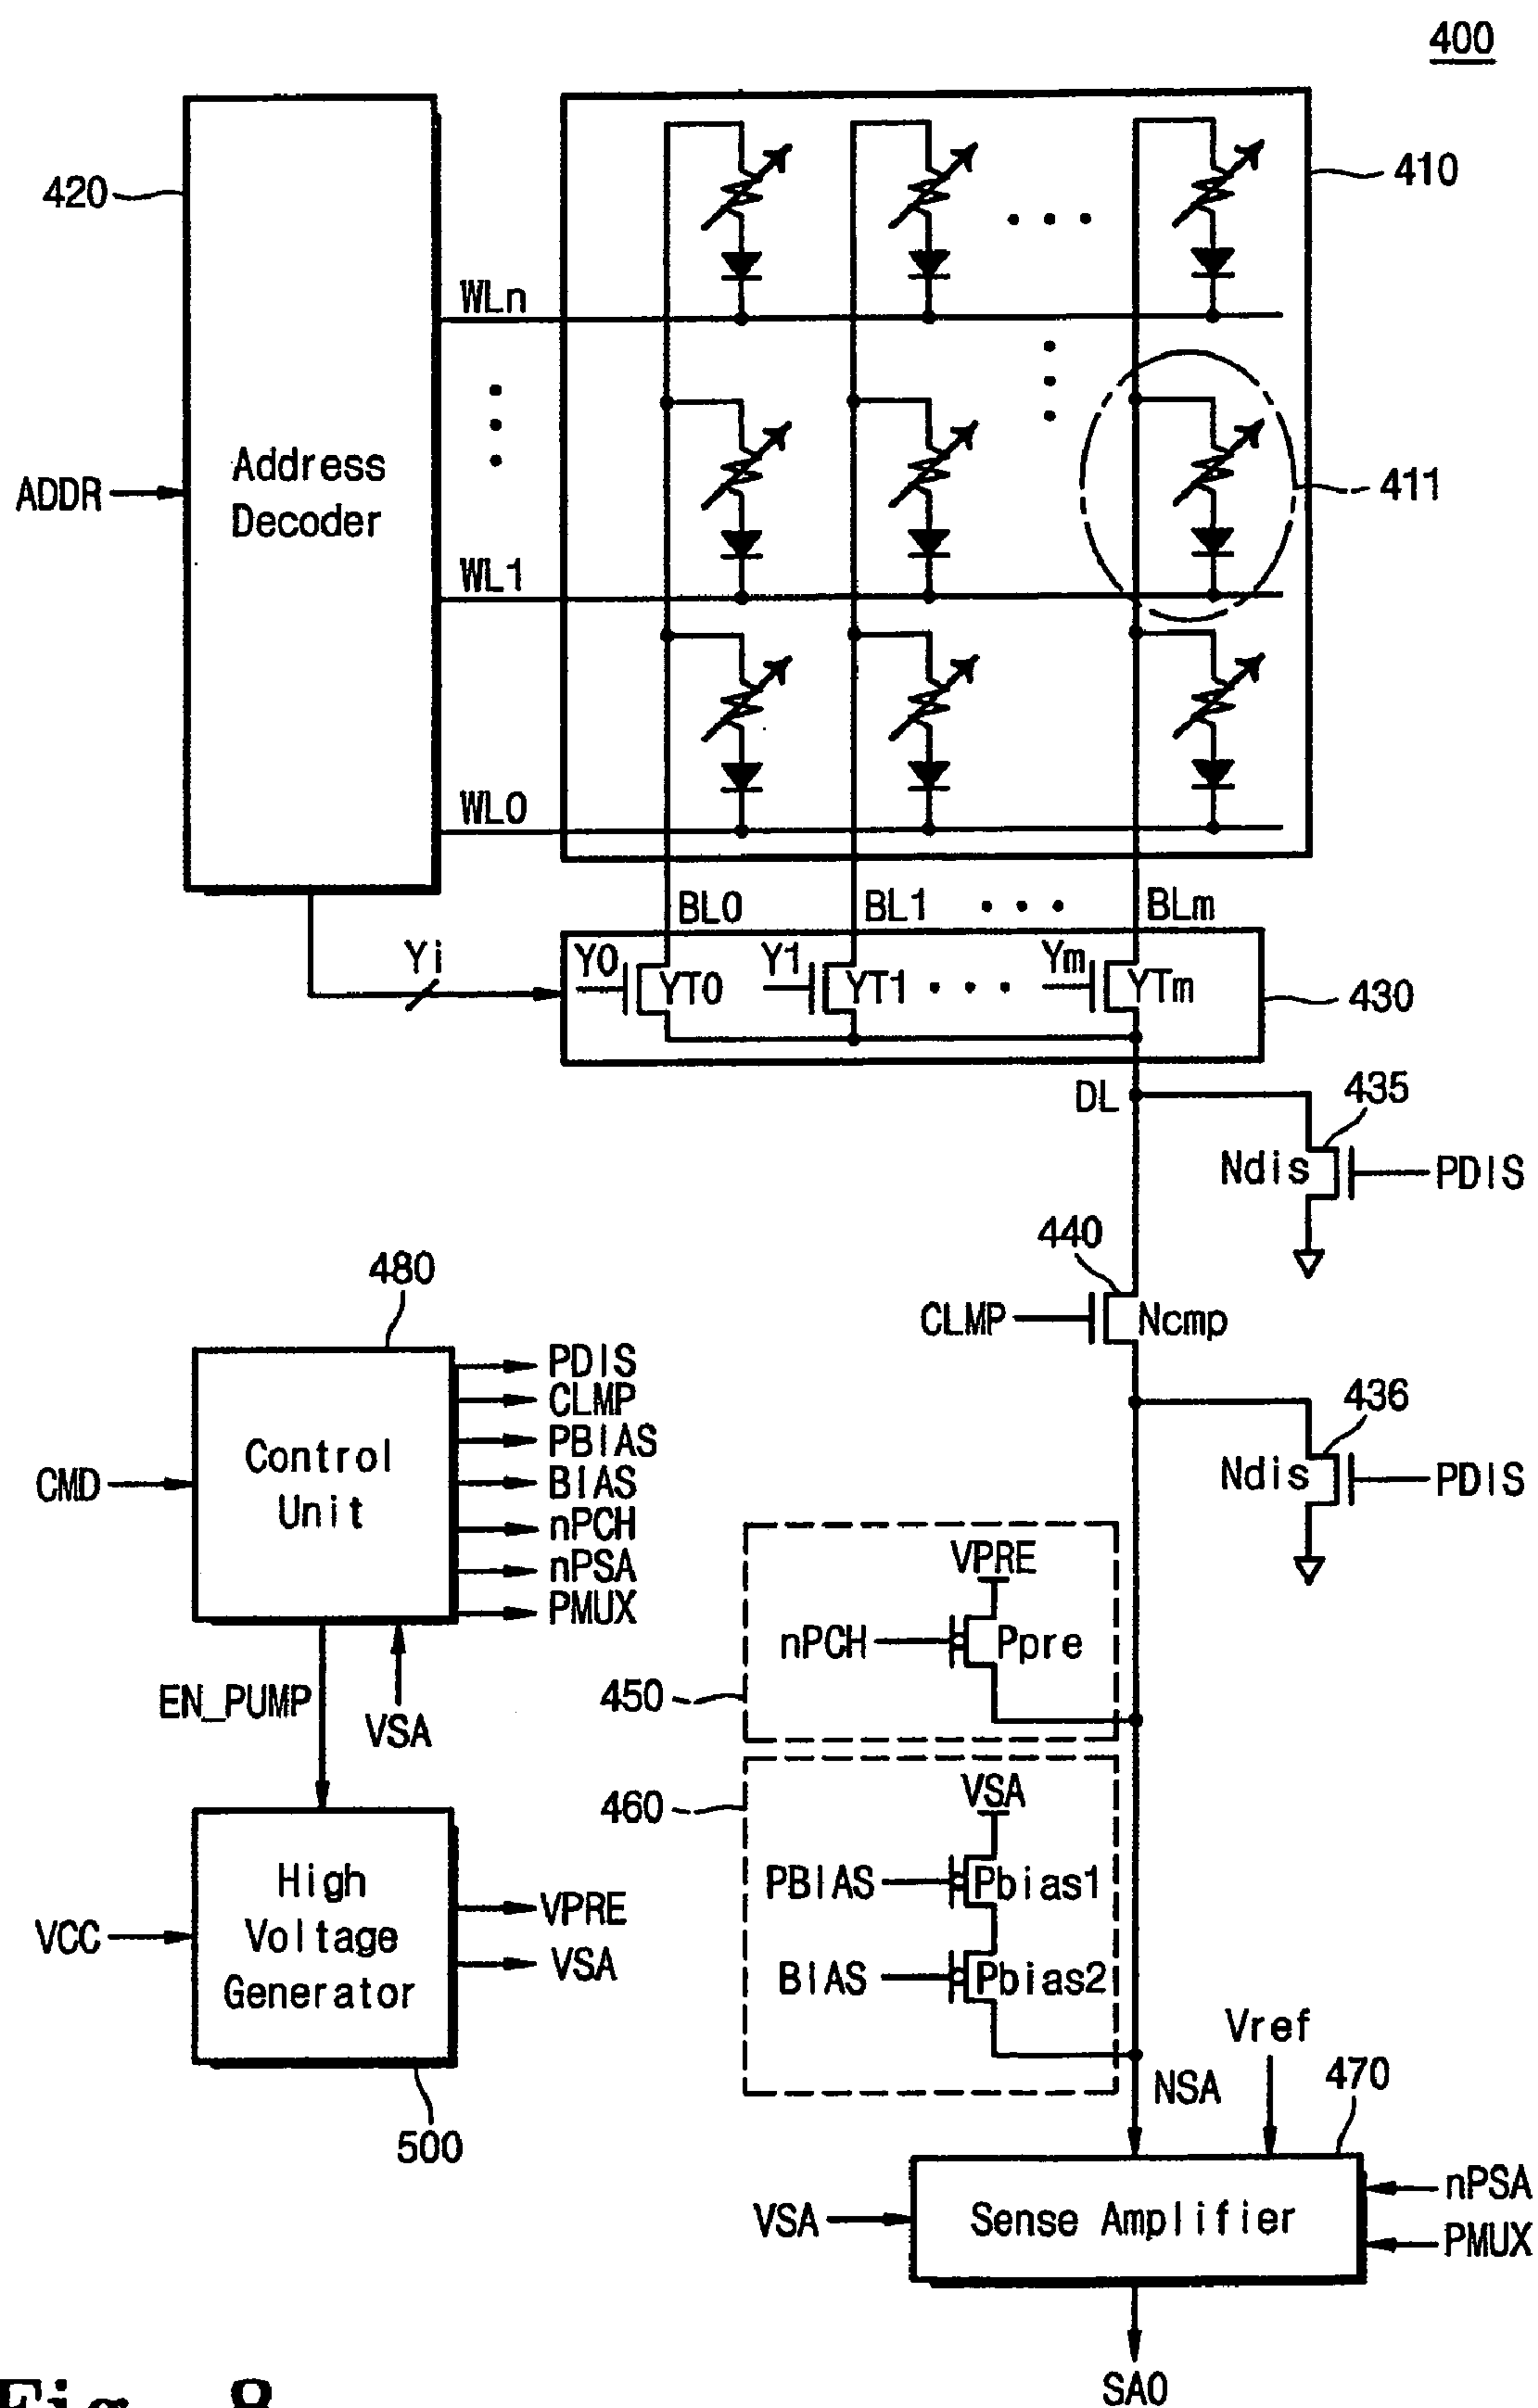 400
420
410
WLn
Address
Decoder
ADDR
411
WL1
WL0
BL0
BL1
BLm
Yi
Y0
YT0
Y1
YT1
Ym
YTm
430
DL
435
Ndis
PDIS
440
480
CLMP
Ncmp
PDIS
CLMP
PBIAS
BIAS
nPCH
nPSA
PMUX
436
Control
Unit
CMD
Ndis
PDIS
VPRE
nPCH
Ppre
450
EN_PUMP
VSA
460
VSA
PBIAS
Pbias1
High
Voltage
Generator
VCC
VPRE
VSA
BIAS
Pbias2
Vref
NSA
470
500
VSA
Sense Amplifier
nPSA
PMUX
SAO
Fig. 8